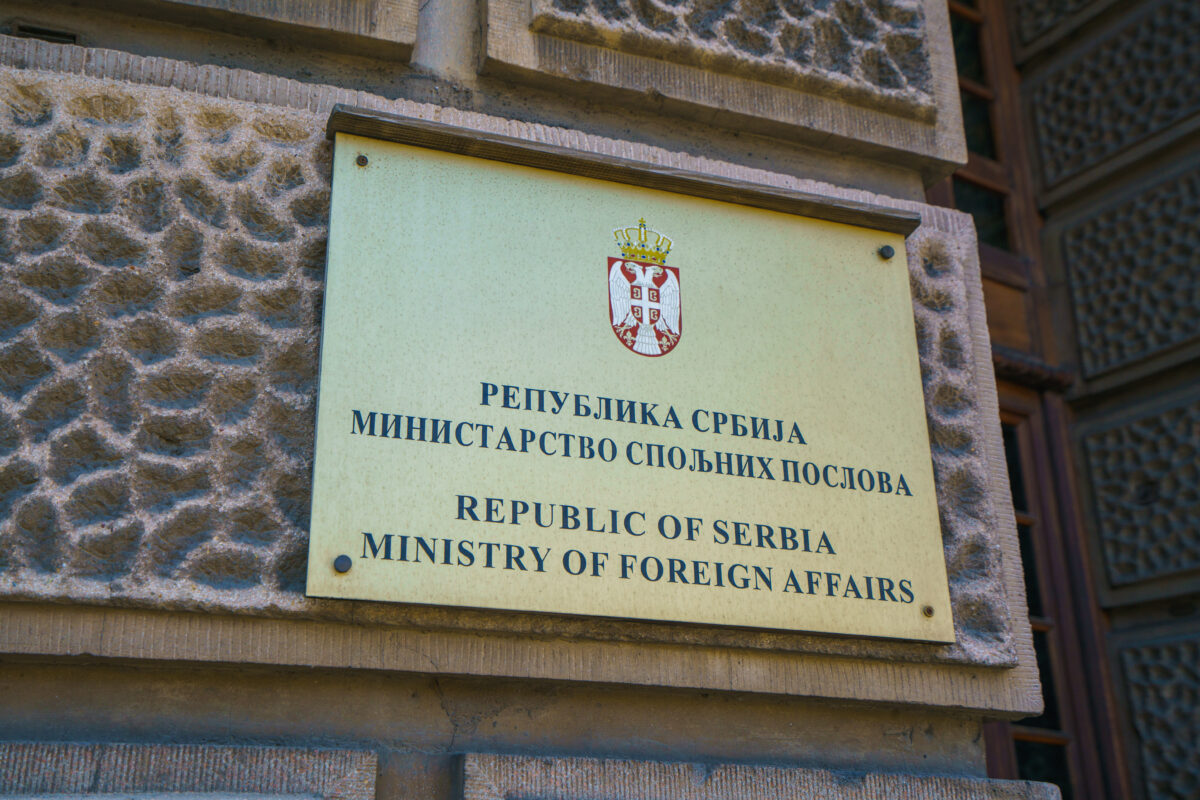 РЕПУБЛИКА СРБИЈА
МИНИСТАРСТВО СПОЉНИХ ПОСЛОВА
REPUBLIC OF SERBIA
MINISTRY OF FOREIGN AFFAIRS